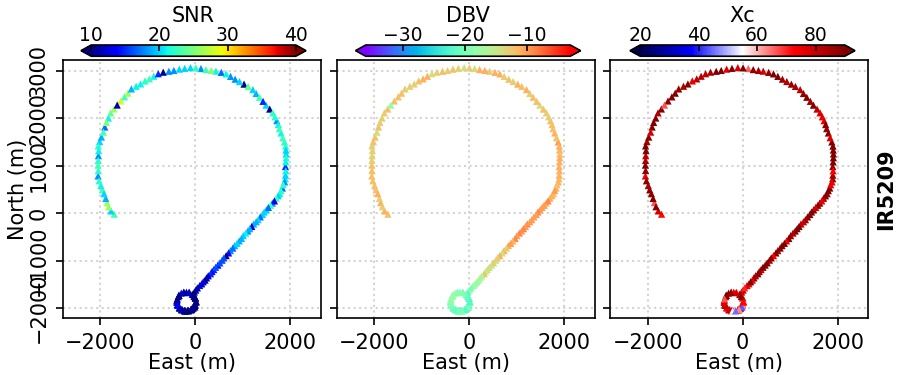 SNR DBV Xc
10 20 30 40 −30 −20 −10 20 40 60 80
North (m)
3000
2000
1000
0
−1000
−2000
−2000 0 2000 −2000 0 2000 −2000 0 2000
East (m) East (m) East (m)
IR5209